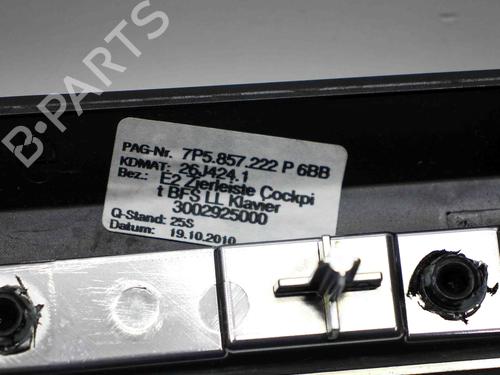 B-PARTS
PAG-Nr. 7P5.857.222 P 6BB
KDMAT: 26J424.1
Bez.: E2 Zierleiste Cockpi
t BFS LL Klavier
3002925000
Q-Stand: 25S
Datum: 19.10.2010